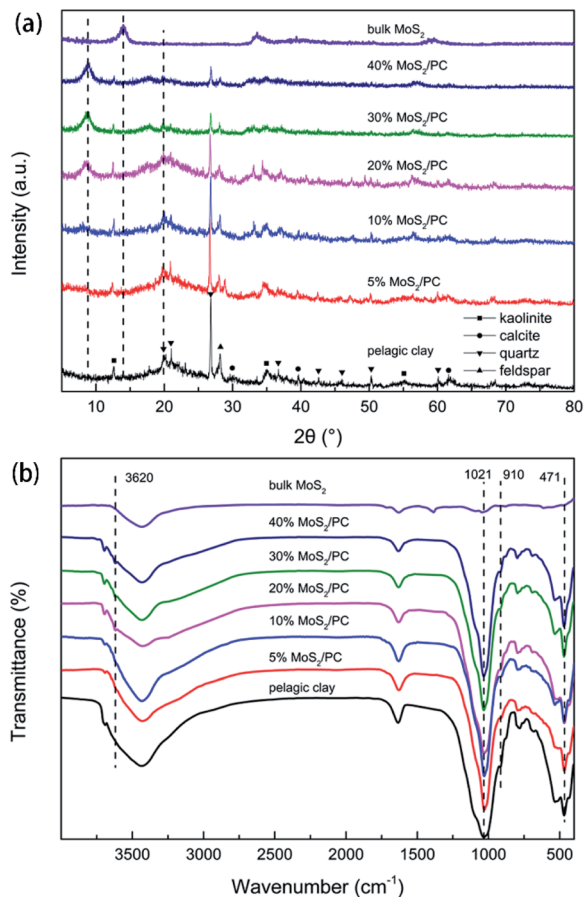 (a)
bulk MoS₂
40% MoS₂/PC
30% MoS₂/PC
20% MoS₂/PC
10% MoS₂/PC
5% MoS₂/PC
pelagic clay
kaolinite
calcite
quartz
feldspar
Intensity (a.u.)
10 20 30 40 50 60 70 80
2θ (°)
(b)
3620 1021 910 471
bulk MoS₂
40% MoS₂/PC
30% MoS₂/PC
20% MoS₂/PC
10% MoS₂/PC
5% MoS₂/PC
pelagic clay
Transmittance (%)
3500 3000 2500 2000 1500 1000 500
Wavenumber (cm⁻¹)